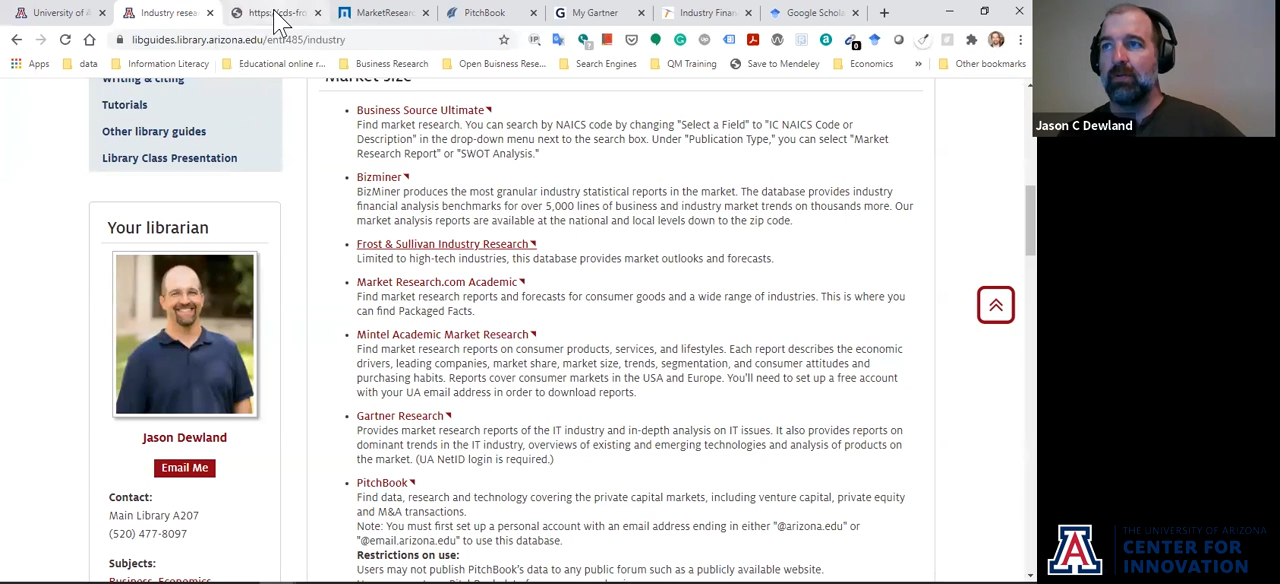 University of A
Industry resea
https://cds-fro
MarketResearc
PitchBook
My Gartner
Industry Finan
Google Schola
libguides.library.arizona.edu/entr485/industry
Apps
data
Information Literacy
Educational online r...
Business Research
Open Buisness Rese...
Search Engines
QM Training
Save to Mendeley
Economics
»
Other bookmarks
Writing & citing
Tutorials
Other library guides
Library Class Presentation
Your librarian
Jason Dewland
Email Me
Contact:
Main Library A207
(520) 477-8097
Subjects:
Business, Economics
Market size
Business Source Ultimate
Find market research. You can search by NAICS code by changing "Select a Field" to "IC NAICS Code or
Description" in the drop-down menu next to the search box. Under "Publication Type," you can select "Market
Research Report" or "SWOT Analysis."
Bizminer
BizMiner produces the most granular industry statistical reports in the market. The database provides industry
financial analysis benchmarks for over 5,000 lines of business and industry market trends on thousands more. Our
market analysis reports are available at the national and local levels down to the zip code.
Frost & Sullivan Industry Research
Limited to high-tech industries, this database provides market outlooks and forecasts.
Market Research.com Academic
Find market research reports and forecasts for consumer goods and a wide range of industries. This is where you
can find Packaged Facts.
Mintel Academic Market Research
Find market research reports on consumer products, services, and lifestyles. Each report describes the economic
drivers, leading companies, market share, market size, trends, segmentation, and consumer attitudes and
purchasing habits. Reports cover consumer markets in the USA and Europe. You'll need to set up a free account
with your UA email address in order to download reports.
Gartner Research
Provides market research reports of the IT industry and in-depth analysis on IT issues. It also provides reports on
dominant trends in the IT industry, overviews of existing and emerging technologies and analysis of products on
the market. (UA NetID login is required.)
PitchBook
Find data, research and technology covering the private capital markets, including venture capital, private equity
and M&A transactions.
Note: You must first set up a personal account with an email address ending in either "@arizona.edu" or
"@email.arizona.edu" to use this database.
Restrictions on use:
Users may not publish PitchBook's data to any public forum such as a publicly available website.
Jason C Dewland
THE UNIVERSITY OF ARIZONA
CENTER FOR
INNOVATION